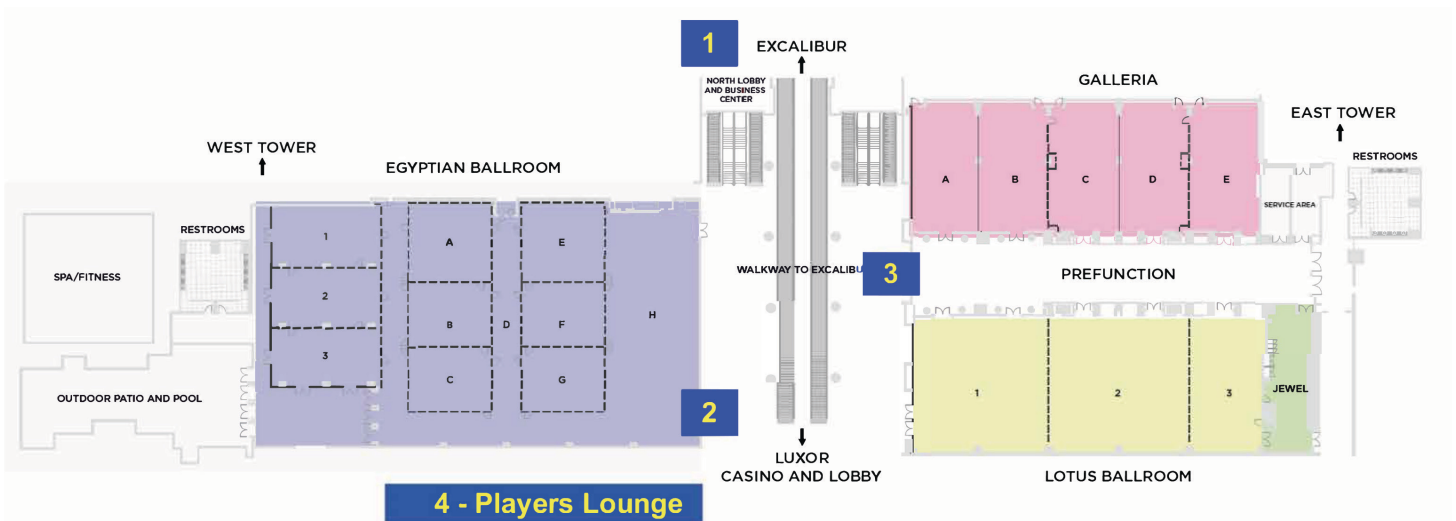 1
EXCALIBUR
NORTH LOBBY
AND BUSINESS
CENTER
GALLERIA
EAST TOWER
RESTROOMS
WEST TOWER
EGYPTIAN BALLROOM
A
B
C
D
E
SERVICE AREA
RESTROOMS
SPA/FITNESS
1
2
3
A
B
C
D
E
F
G
H
WALKWAY TO EXCALIBU
3
PREFUNCTION
OUTDOOR PATIO AND POOL
2
1
2
3
JEWEL
LUXOR
CASINO AND LOBBY
LOTUS BALLROOM
4 - Players Lounge